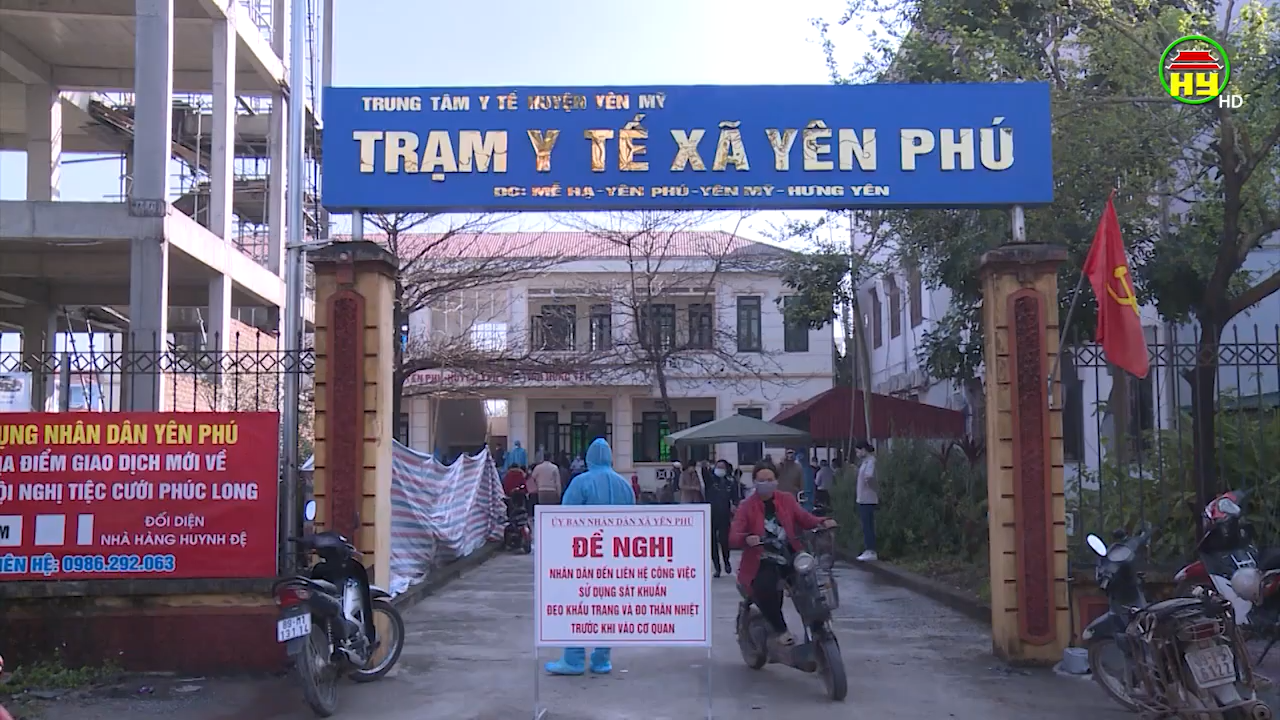 HY
HD
TRUNG TÂM Y TẾ HUYỆN YÊN MỸ
TRẠM Y TẾ XÃ YÊN PHÚ
ĐC: MỄ HẠ-YÊN PHÚ-YÊN MỸ-HƯNG YÊN
DỤNG NHÂN DÂN YÊN PHÚ
ĐỊA ĐIỂM GIAO DỊCH MỚI VỀ
HỘI NGHỊ TIỆC CƯỚI PHÚC LONG
ĐỐI DIỆN
NHÀ HÀNG HUYNH ĐỆ
LIÊN HỆ: 0986.292.063
ỦY BAN NHÂN DÂN XÃ YÊN PHÚ
ĐỀ NGHỊ
NHÂN DÂN ĐẾN LIÊN HỆ CÔNG VIỆC
SỬ DỤNG SÁT KHUẨN
ĐEO KHẨU TRANG VÀ ĐO THÂN NHIỆT
TRƯỚC KHI VÀO CƠ QUAN